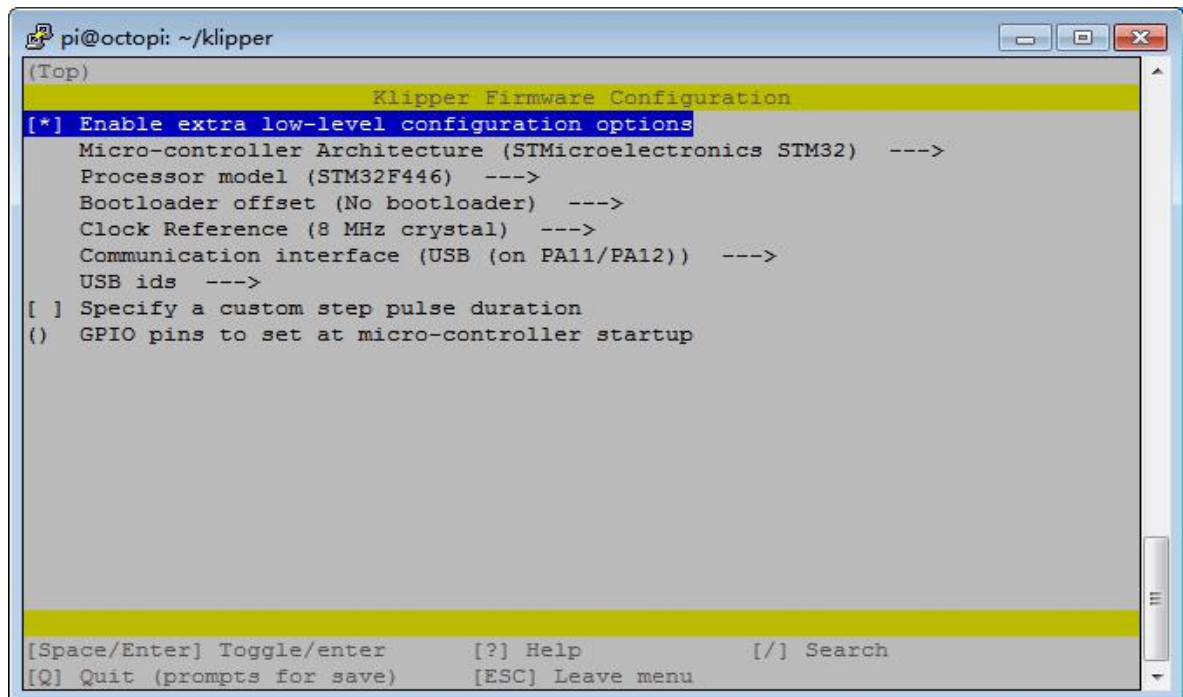 pi@octopi: ~/klipper
(Top)
Klipper Firmware Configuration
[*] Enable extra low-level configuration options
Micro-controller Architecture (STMicroelectronics STM32) --->
Processor model (STM32F446) --->
Bootloader offset (No bootloader) --->
Clock Reference (8 MHz crystal) --->
Communication interface (USB (on PA11/PA12)) --->
USB ids --->
[ ] Specify a custom step pulse duration
() GPIO pins to set at micro-controller startup
[Space/Enter] Toggle/enter [?] Help [/] Search
[Q] Quit (prompts for save) [ESC] Leave menu